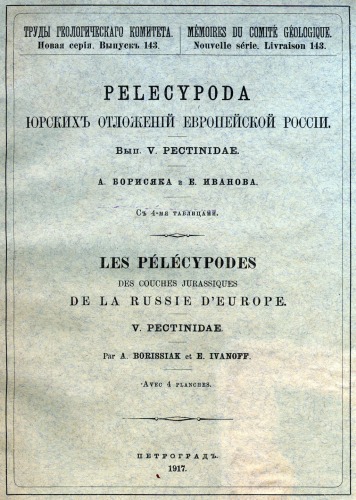 ТРУДЫ ГЕОЛОГИЧЕСКАГО КОМИТЕТА.
Новая серія. Выпускъ 143.
MÉMOIRES DU COMITÉ GÉOLOGIQUE.
Nouvelle série. Livraison 143.
PELECYPODA
ЮРСКИХЪ ОТЛОЖЕНІЙ ЕВРОПЕЙСКОЙ РОССІИ.
Вып. V. PECTINIDAE.
А. БОРИСЯКА и Е. ИВАНОВА.
Съ 4-мя таблицами.
LES PÉLÉCYPODES
DES COUCHES JURASSIQUES
DE LA RUSSIE D'EUROPE.
V. PECTINIDAE.
Par A. BORISSIAK et E. IVANOFF.
Avec 4 planches.
ПЕТРОГРАДЪ.
1917.